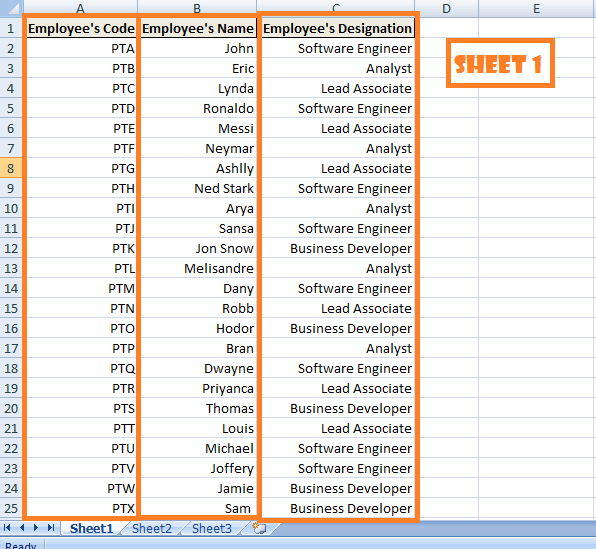 A B C D E
1 Employee's Code Employee's Name Employee's Designation
2 PTA John Software Engineer
SHEET 1
3 PTB Eric Analyst
4 PTC Lynda Lead Associate
5 PTD Ronaldo Software Engineer
6 PTE Messi Lead Associate
7 PTF Neymar Analyst
8 PTG Ashlly Lead Associate
9 PTH Ned Stark Software Engineer
10 PTI Arya Analyst
11 PTJ Sansa Software Engineer
12 PTK Jon Snow Business Developer
13 PTL Melisandre Analyst
14 PTM Dany Software Engineer
15 PTN Robb Lead Associate
16 PTO Hodor Business Developer
17 PTP Bran Analyst
18 PTQ Dwayne Software Engineer
19 PTR Priyanca Lead Associate
20 PTS Thomas Business Developer
21 PTT Louis Lead Associate
22 PTU Michael Software Engineer
23 PTV Joffery Software Engineer
24 PTW Jamie Business Developer
25 PTX Sam Business Developer
Sheet1 Sheet2 Sheet3
Ready